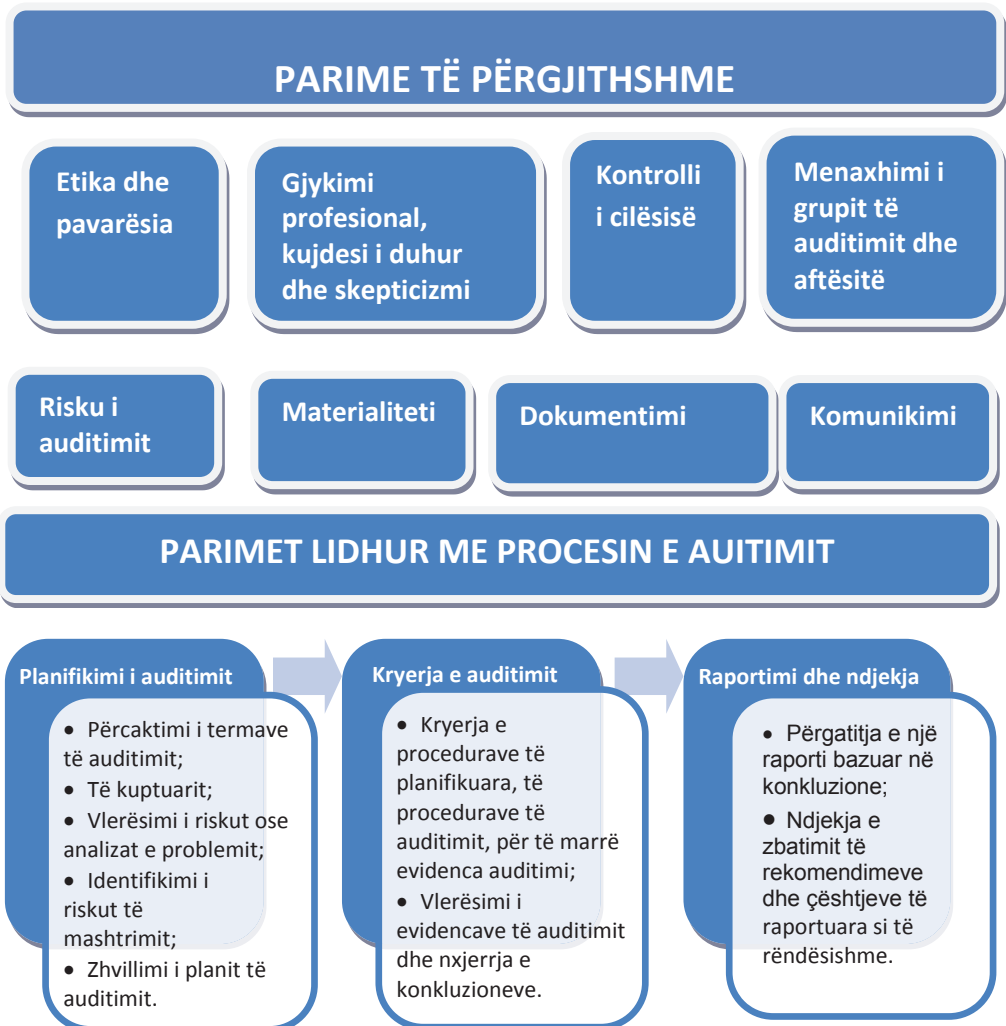 PARIME TË PËRGJITHSHME
Etika dhe
pavarësia
Gjykimi
profesional,
kujdesi i duhur
dhe skepticizmi
Kontrolli
i cilësisë
Menaxhimi i
grupit të
auditimit dhe
aftësitë
Risku i
auditimit
Materialiteti
Dokumentimi
Komunikimi
PARIMET LIDHUR ME PROCESIN E AUITIMIT
Planifikimi i auditimit
• Përcaktimi i termave
të auditimit;
• Të kuptuarit;
• Vlerësimi i riskut ose
analizat e problemit;
• Identifikimi i
riskut të
mashtrimit;
• Zhvillimi i planit të
auditimit.
Kryerja e auditimit
• Kryerja e
procedurave të
planifikuara, të
procedurave të
auditimit, për të marrë
evidenca auditimi;
• Vlerësimi i
evidencave të auditimit
dhe nxjerrja e
konkluzioneve.
Raportimi dhe ndjekja
• Përgatitja e një
raporti bazuar në
konkluzione;
• Ndjekja e
zbatimit të
rekomendimeve
dhe çështjeve të
raportuara si të
rëndësishme.